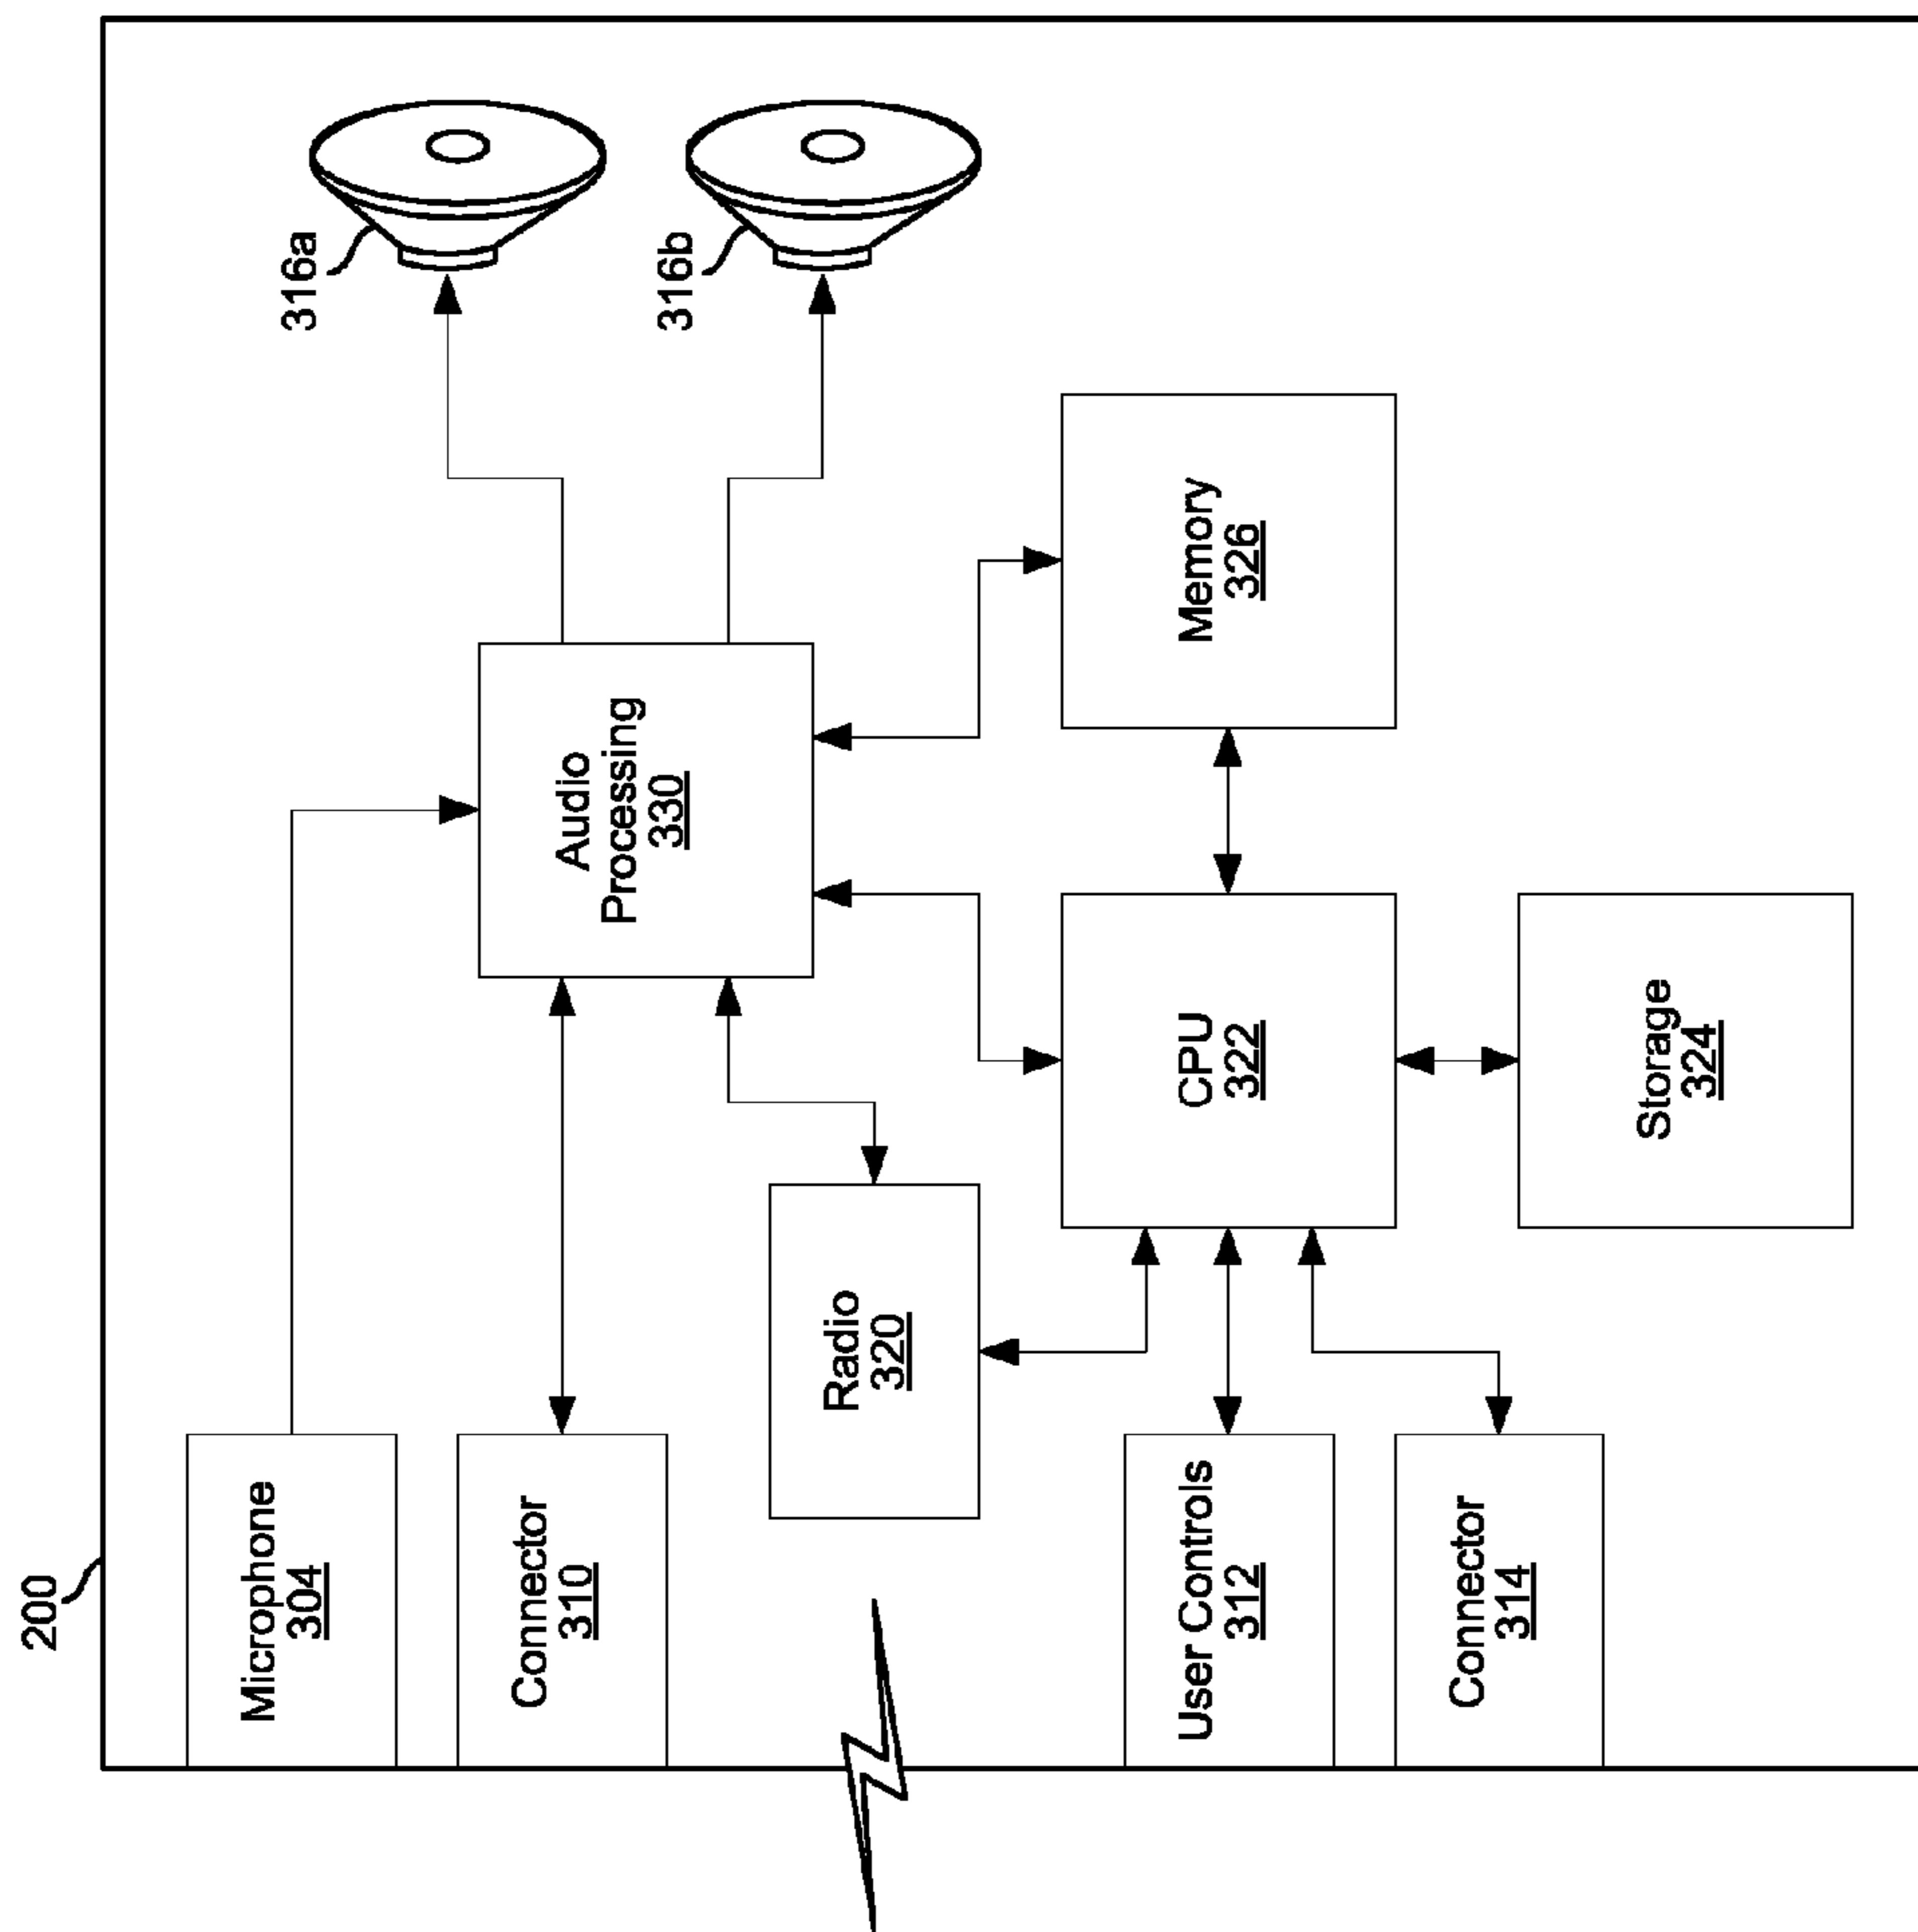 200
Microphone
304
Connector
310
Radio
320
User Controls
312
Connector
314
Audio
Processing
330
CPU
322
Storage
324
Memory
326
316a
316b